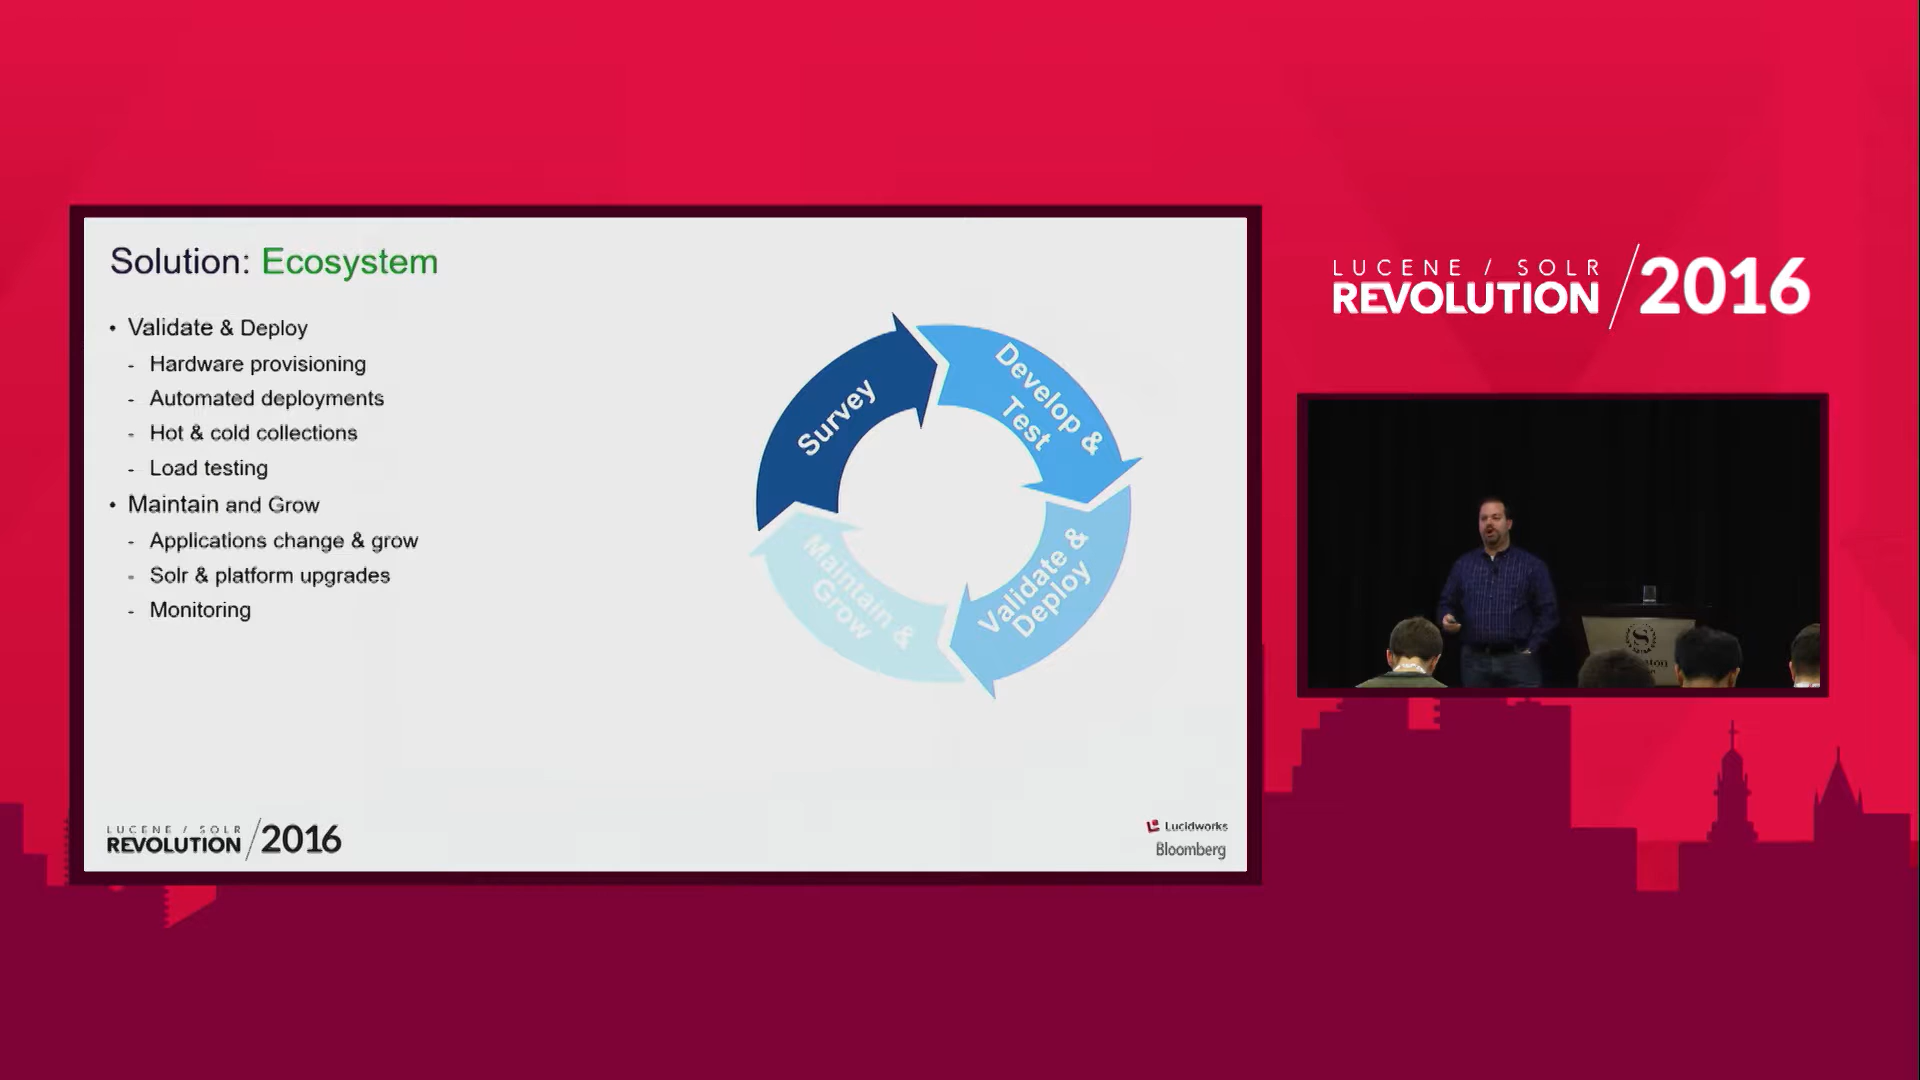 Solution: Ecosystem
• Validate & Deploy
- Hardware provisioning
- Automated deployments
- Hot & cold collections
- Load testing
• Maintain and Grow
- Applications change & grow
- Solr & platform upgrades
- Monitoring
Survey
Develop &
Test
Validate &
Deploy
Maintain &
Grow
LUCENE / SOLR
REVOLUTION / 2016
Lucidworks
Bloomberg
LUCENE / SOLR
REVOLUTION / 2016